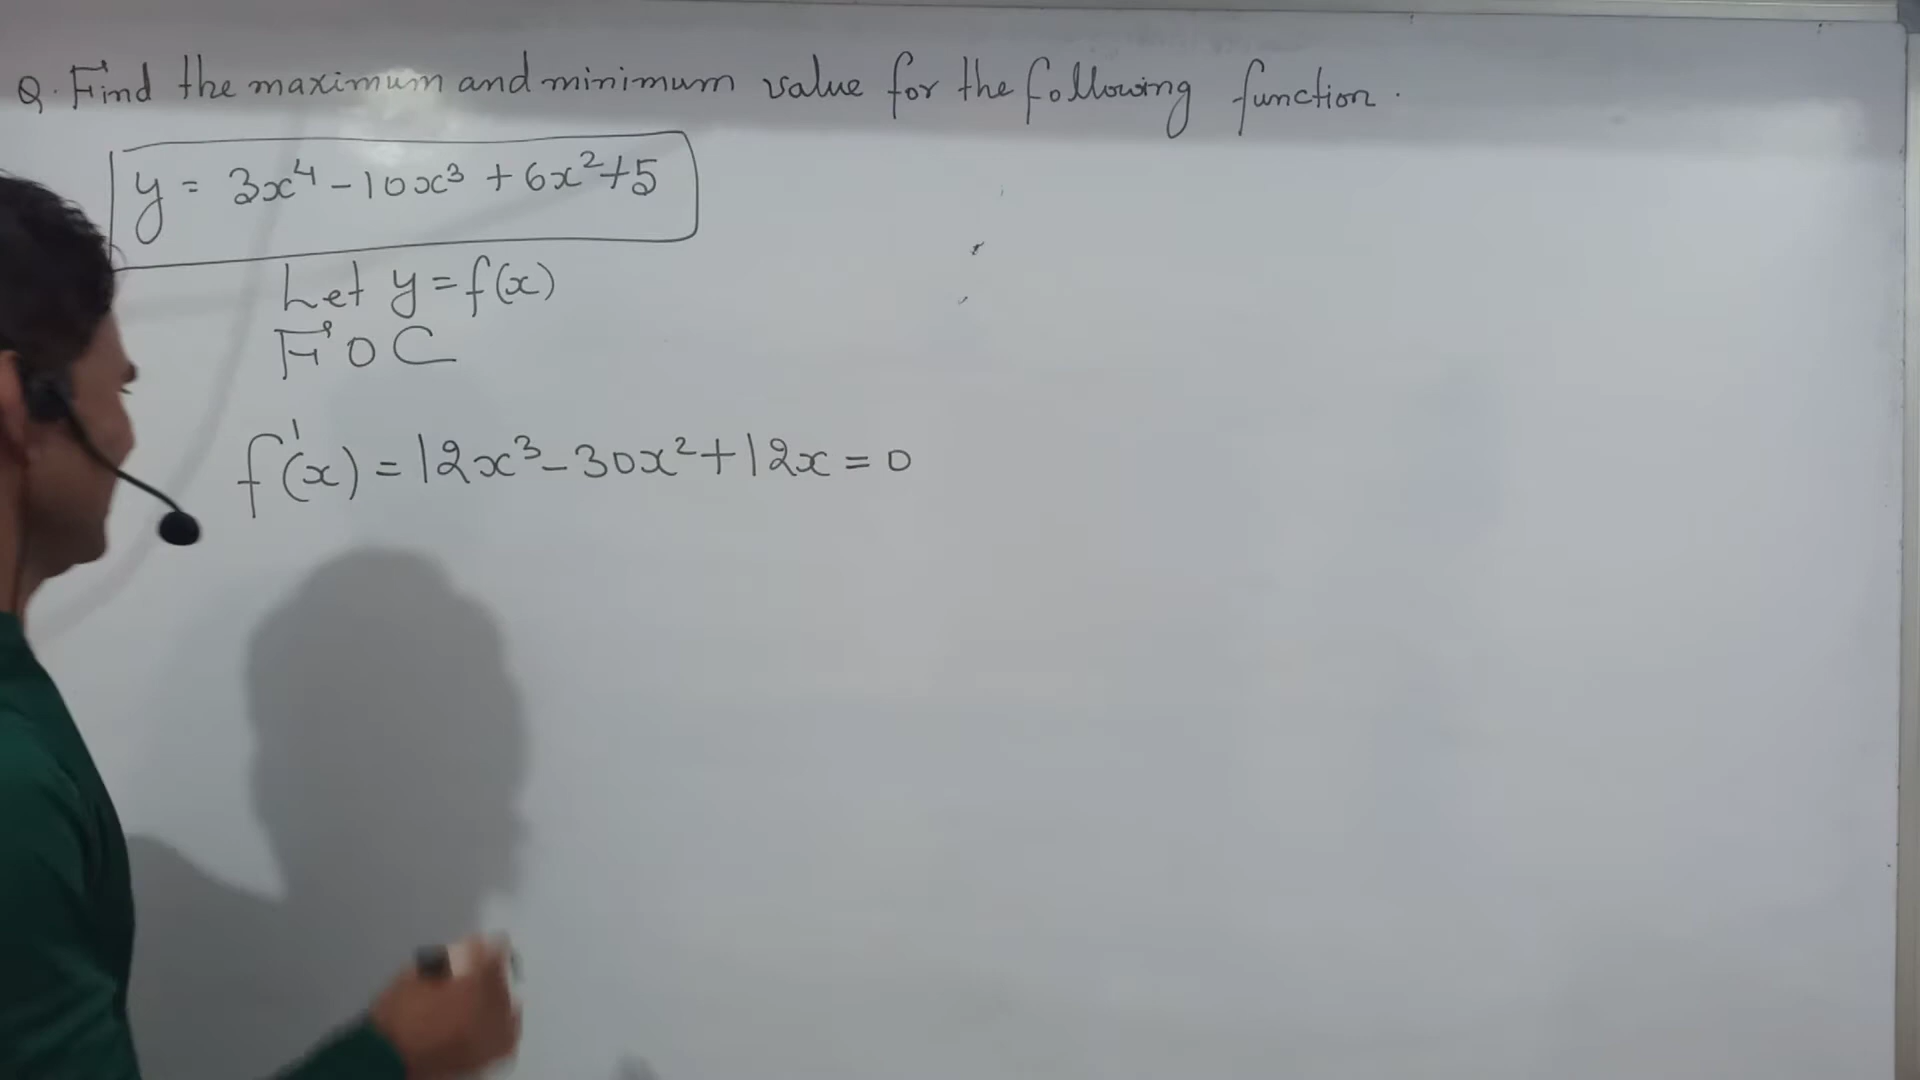 Q. Find the maximum and minimum value for the following function.
y = 3x⁴ - 10x³ + 6x² + 5
Let y = f(x)
FOC
f'(x) = 12x³ - 30x² + 12x = 0